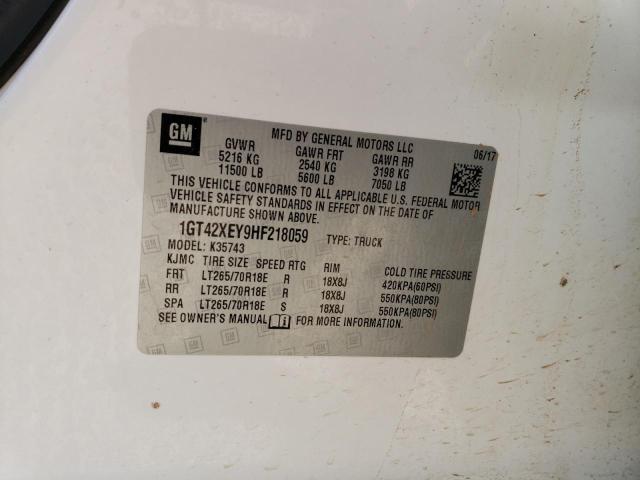 GM
MFD BY GENERAL MOTORS LLC
06/17
GVWR GAWR FRT GAWR RR
5216 KG 2540 KG 3198 KG
11500 LB 5600 LB 7050 LB
THIS VEHICLE CONFORMS TO ALL APPLICABLE U.S. FEDERAL MOTOR
VEHICLE SAFETY STANDARDS IN EFFECT ON THE DATE OF
MANUFACTURE SHOWN ABOVE.
1GT42XEY9HF218059 TYPE: TRUCK
MODEL: K35743
KJMC TIRE SIZE SPEED RTG COLD TIRE PRESSURE
FRT LT265/70R18E R 18X8J 420KPA(60PSI)
RR LT265/70R18E R 18X8J 550KPA(80PSI)
SPA LT265/70R18E S 18X8J 550KPA(80PSI)
SEE OWNER'S MANUAL FOR MORE INFORMATION.